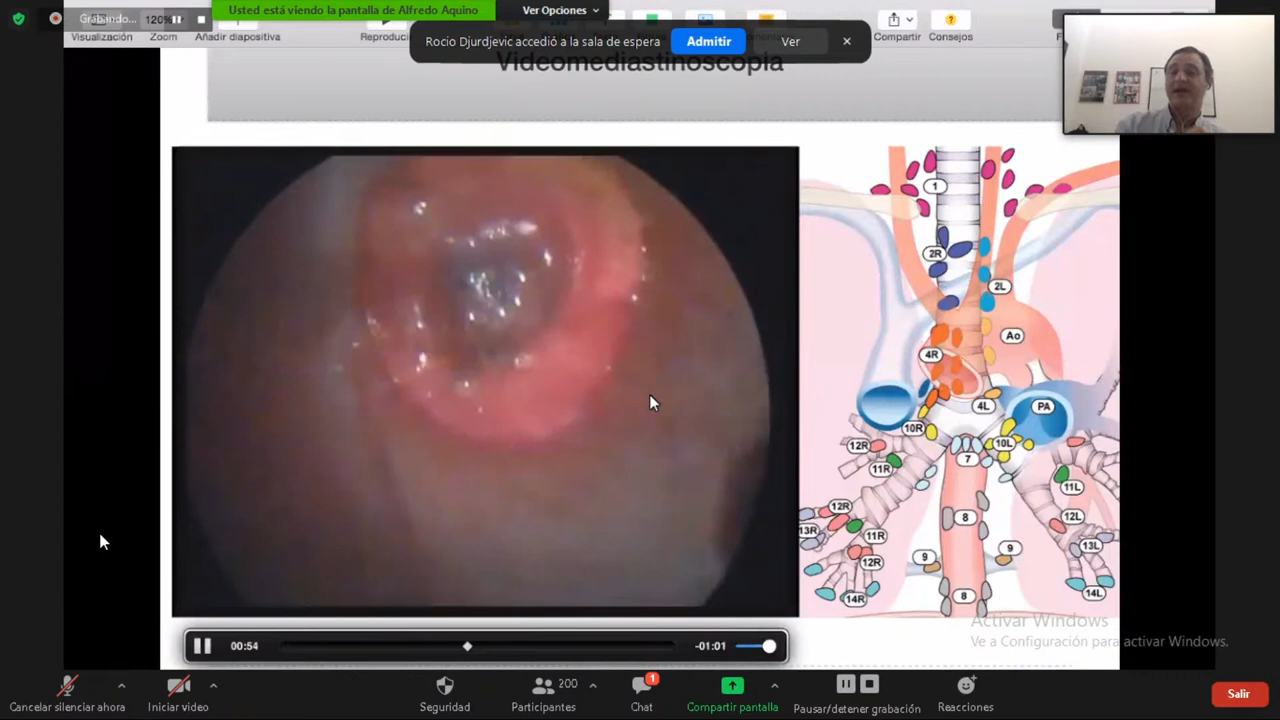 Grabando...
120%
Usted está viendo la pantalla de Alfredo Aquino
Ver Opciones
Visualización
Zoom
Añadir diapositiva
Compartir
Consejos
Rocio Djurdjevic accedió a la sala de espera
Admitir
Ver
Videomediastinoscopia
1
2R
2L
Ao
4R
4L
PA
10R
10L
12R
7
11R
11L
12R
12L
8
13R
11R
13L
9
9
12R
14R
8
14L
00:54
-01:01
Activar Windows
Ve a Configuración para activar Windows.
Cancelar silenciar ahora
Iniciar video
Seguridad
200
Participantes
1
Chat
Compartir pantalla
Pausar/detener grabación
Reacciones
Salir